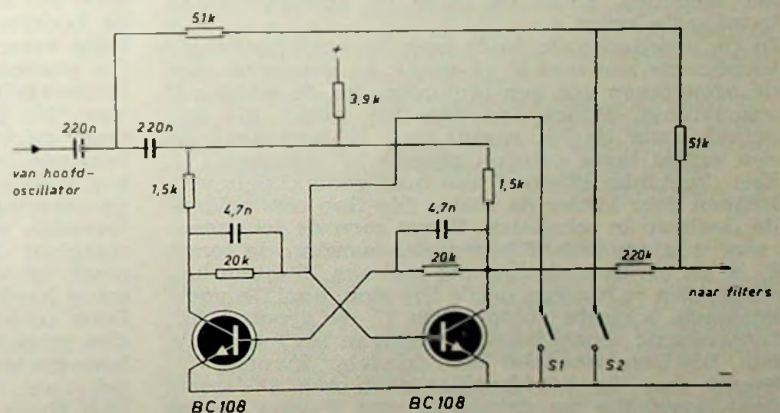 51k
+
3,9k
220n
220n
51k
van hoofd-
oscillator
1,5k
1,5k
4,7n
4,7n
20k
20k
220k
naar filters
S1
S2
−
BC108
BC108